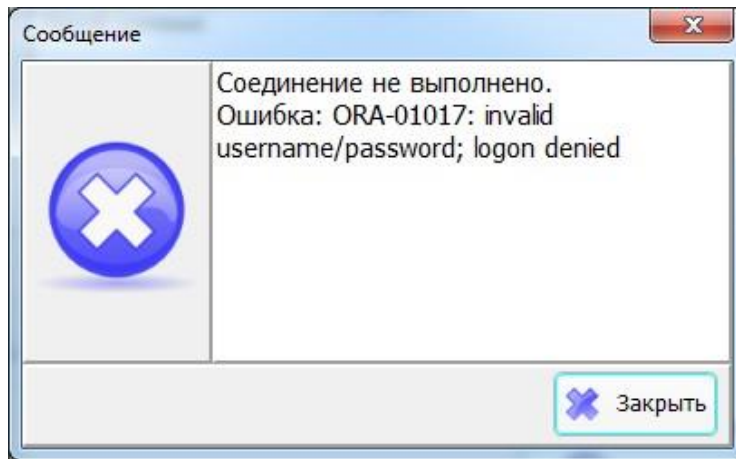 Сообщение
Соединение не выполнено.
Ошибка: ORA-01017: invalid
username/password; logon denied
Закрыть